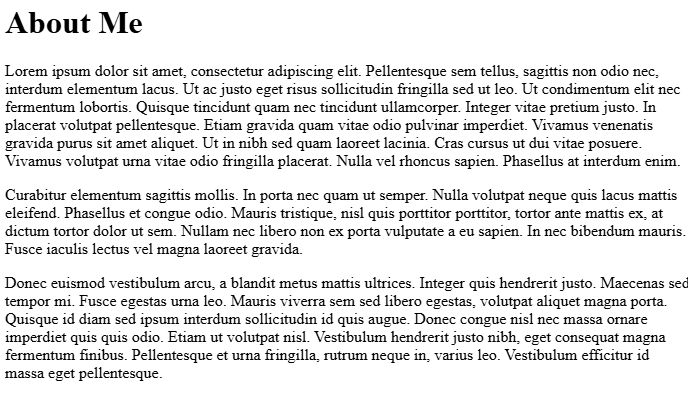 About Me
Lorem ipsum dolor sit amet, consectetur adipiscing elit. Pellentesque sem tellus, sagittis non odio nec,
interdum elementum lacus. Ut ac justo eget risus sollicitudin fringilla sed ut leo. Ut condimentum elit nec
fermentum lobortis. Quisque tincidunt quam nec tincidunt ullamcorper. Integer vitae pretium justo. In
placerat volutpat pellentesque. Etiam gravida quam vitae odio pulvinar imperdiet. Vivamus venenatis
gravida purus sit amet aliquet. Ut in nibh sed quam laoreet lacinia. Cras cursus ut dui vitae posuere.
Vivamus volutpat urna vitae odio fringilla placerat. Nulla vel rhoncus sapien. Phasellus at interdum enim.
Curabitur elementum sagittis mollis. In porta nec quam ut semper. Nulla volutpat neque quis lacus mattis
eleifend. Phasellus et congue odio. Mauris tristique, nisl quis porttitor porttitor, tortor ante mattis ex, at
dictum tortor dolor ut sem. Nullam nec libero non ex porta vulputate a eu sapien. In nec bibendum mauris.
Fusce iaculis lectus vel magna laoreet gravida.
Donec euismod vestibulum arcu, a blandit metus mattis ultrices. Integer quis hendrerit justo. Maecenas sed
tempor mi. Fusce egestas urna leo. Mauris viverra sem sed libero egestas, volutpat aliquet magna porta.
Quisque id diam sed ipsum interdum sollicitudin id quis augue. Donec congue nisl nec massa ornare
imperdiet quis quis odio. Etiam ut volutpat nisl. Vestibulum hendrerit justo nibh, eget consequat magna
fermentum finibus. Pellentesque et urna fringilla, rutrum neque in, varius leo. Vestibulum efficitur id
massa eget pellentesque.